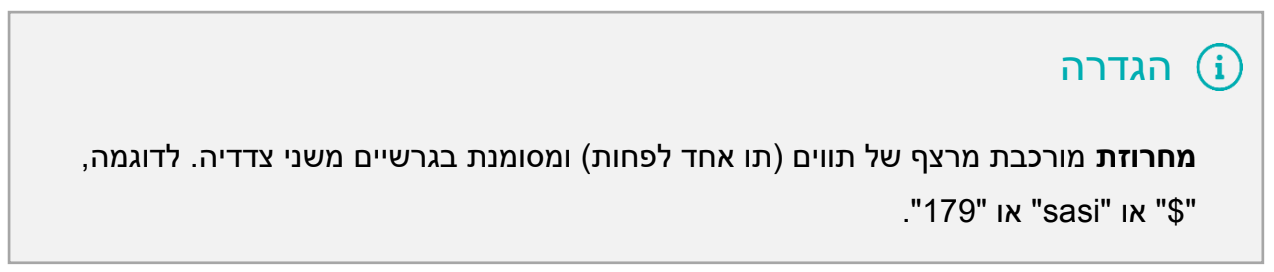 הגדרה
מחרוזת מורכבת מרצף של תווים (תו אחד לפחות) ומסומנת בגרשיים משני צדדיה. לדוגמה,
"$" או "sasi" או "179".